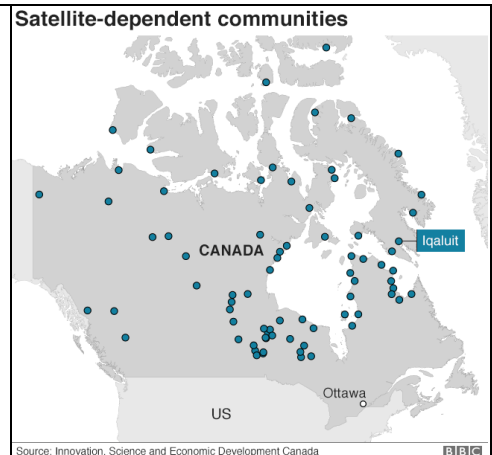 Satellite-dependent communities
Iqaluit
CANADA
Ottawa
US
Source: Innovation, Science and Economic Development Canada
BBC